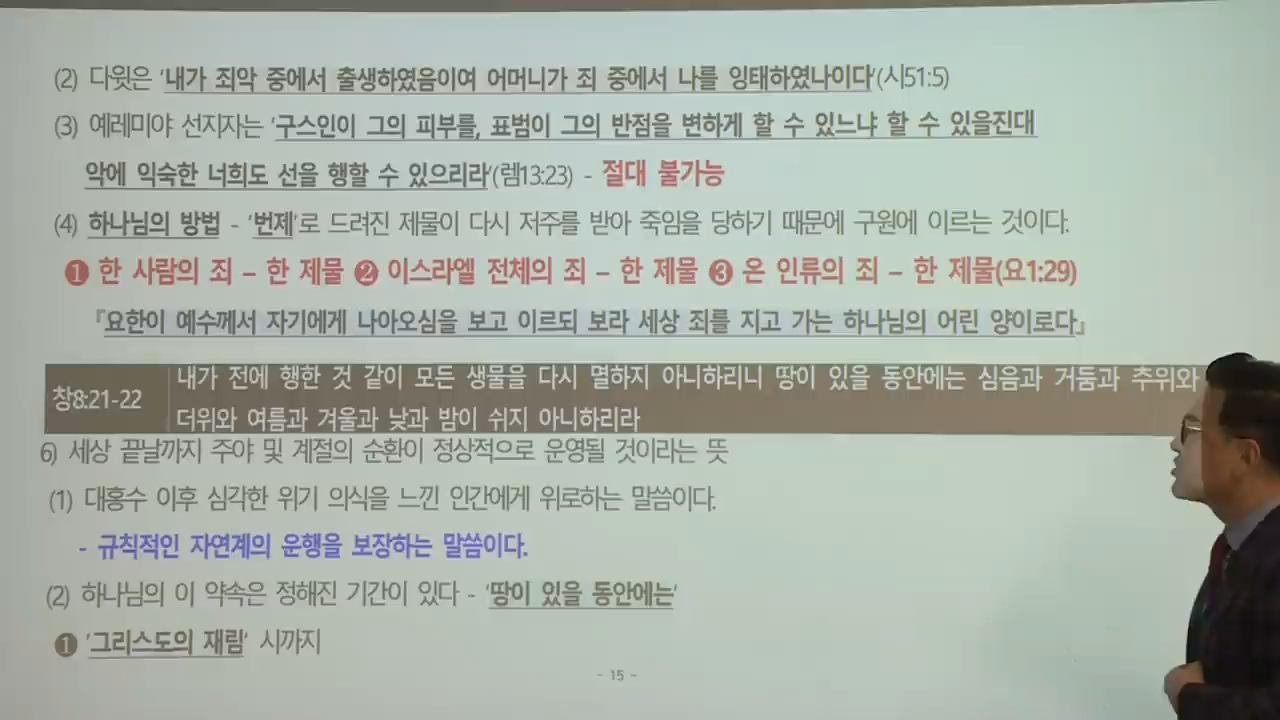 (2) 다윗은 '내가 죄악 중에서 출생하였음이여 어머니가 죄 중에서 나를 잉태하였나이다'(시51:5)
(3) 예레미야 선지자는 '구스인이 그의 피부를, 표범이 그의 반점을 변하게 할 수 있느냐 할 수 있을진대
악에 익숙한 너희도 선을 행할 수 있으리라'(렘13:23) - 절대 불가능
(4) 하나님의 방법 - '번제'로 드려진 제물이 다시 저주를 받아 죽임을 당하기 때문에 구원에 이르는 것이다.
❶ 한 사람의 죄 – 한 제물 ❷ 이스라엘 전체의 죄 – 한 제물 ❸ 온 인류의 죄 – 한 제물(요1:29)
『요한이 예수께서 자기에게 나아오심을 보고 이르되 보라 세상 죄를 지고 가는 하나님의 어린 양이로다』
창8:21-22
내가 전에 행한 것 같이 모든 생물을 다시 멸하지 아니하리니 땅이 있을 동안에는 심음과 거둠과 추위와
더위와 여름과 겨울과 낮과 밤이 쉬지 아니하리라
6) 세상 끝날까지 주야 및 계절의 순환이 정상적으로 운영될 것이라는 뜻
(1) 대홍수 이후 심각한 위기 의식을 느낀 인간에게 위로하는 말씀이다.
- 규칙적인 자연계의 운행을 보장하는 말씀이다.
(2) 하나님의 이 약속은 정해진 기간이 있다 - '땅이 있을 동안에는'
❶ '그리스도의 재림' 시까지
- 15 -